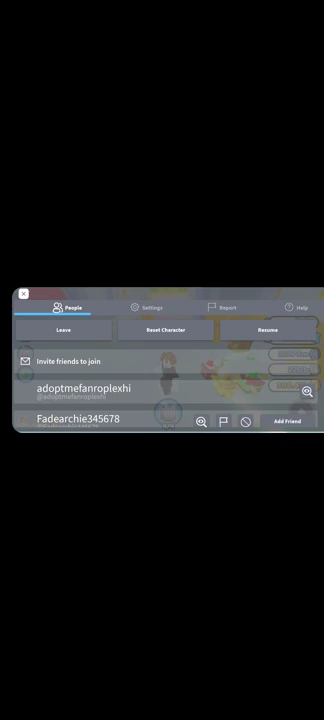 People
Settings
Report
Help
Leave
Reset Character
Resume
Invite friends to join
adoptmefanroplexhi
@adoptmefanroplexhi
Fadearchie345678
Add Friend